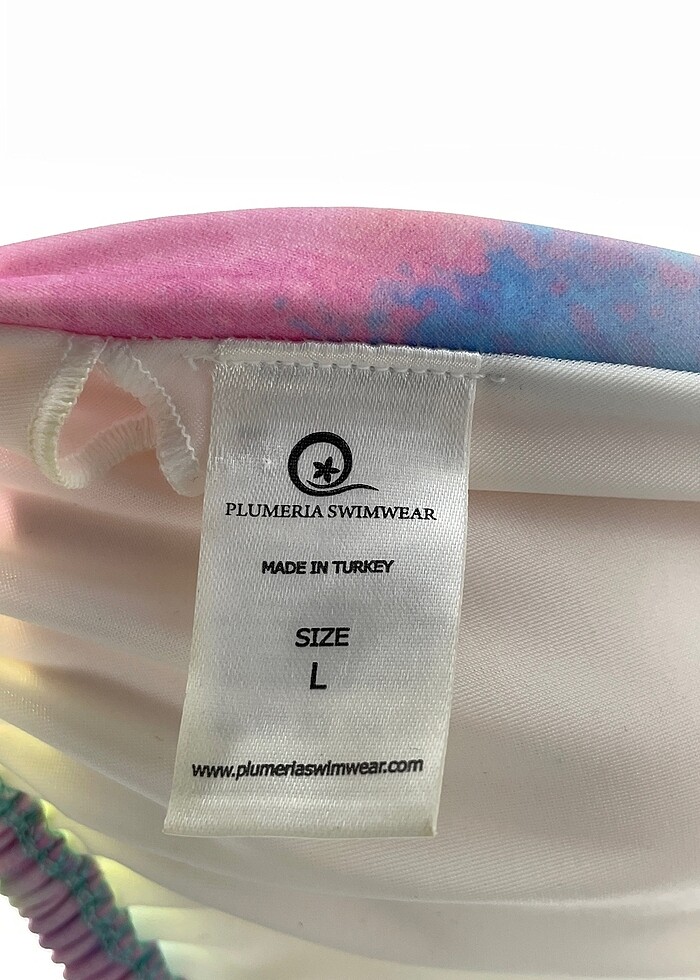 PLUMERIA SWIMWEAR
MADE IN TURKEY
SIZE
L
www.plumeriaswimwear.com